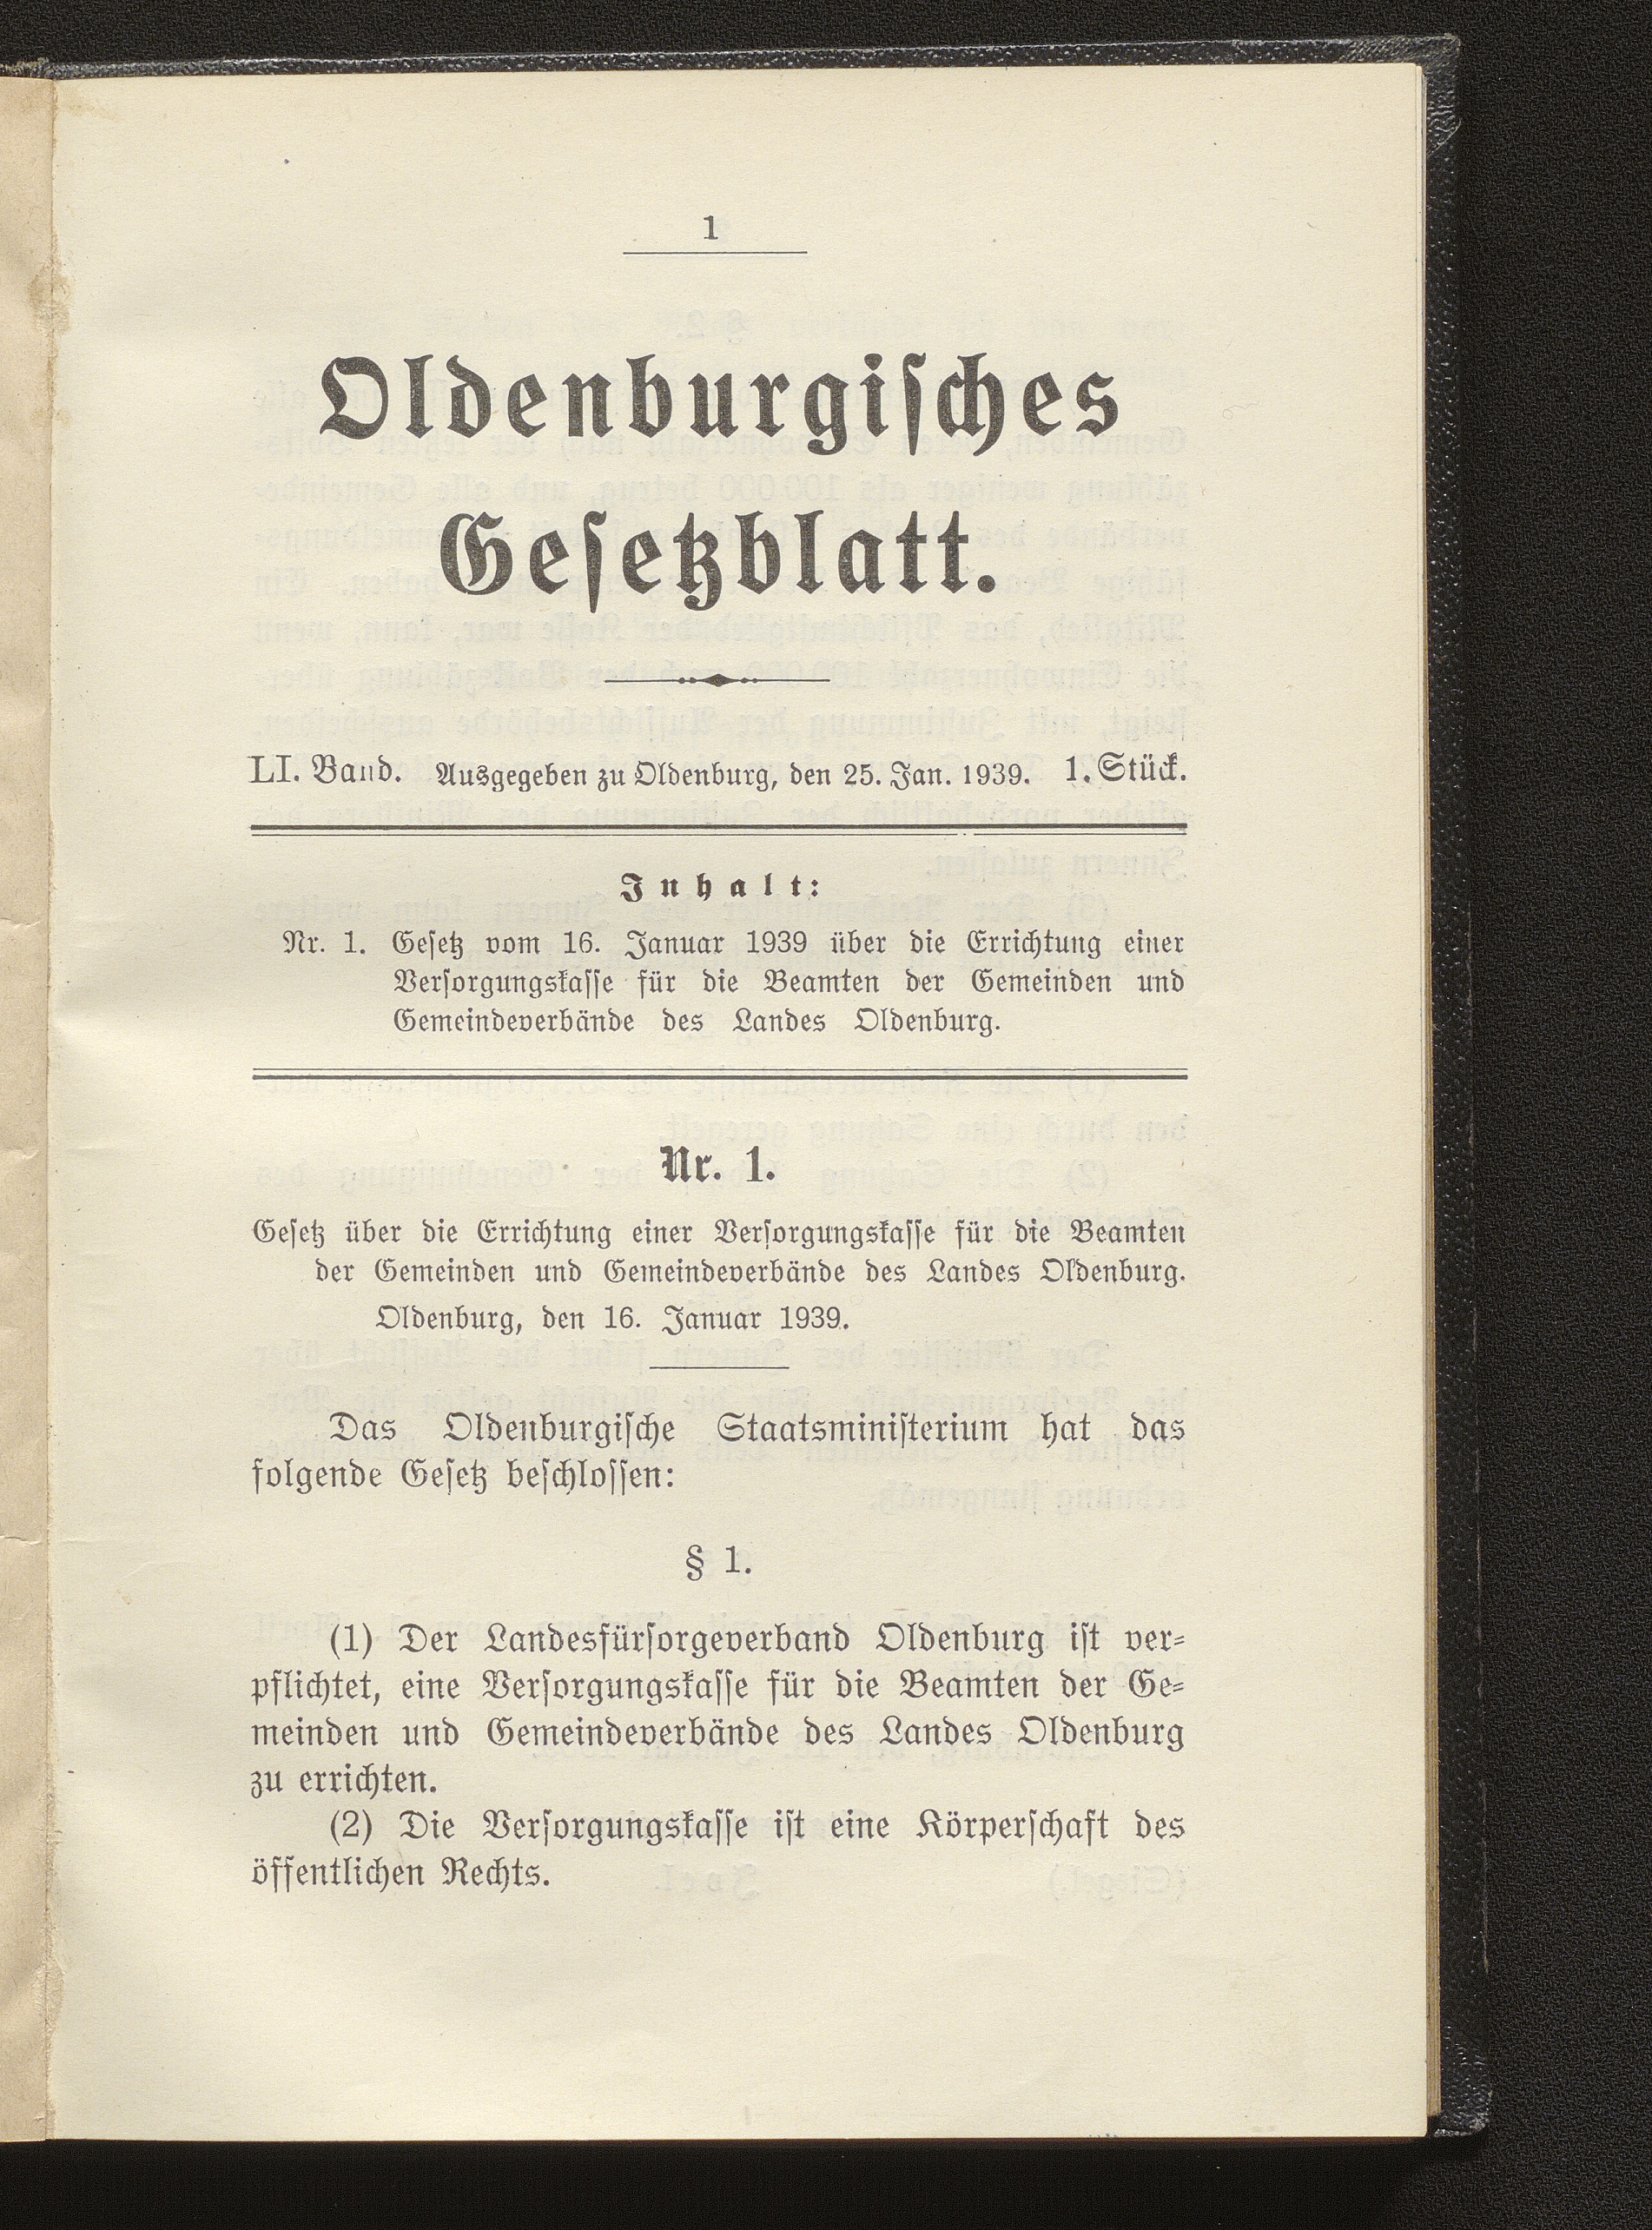 1
Oldenburgisches
Gesetzblatt.
LI. Band. Ausgegeben zu Oldenburg, den 25. Jan. 1939. 1. Stück.
Inhalt:
Nr. 1. Gesetz vom 16. Januar 1939 über die Errichtung einer
Versorgungskasse für die Beamten der Gemeinden und
Gemeindeverbände des Landes Oldenburg.
Nr. 1.
Gesetz über die Errichtung einer Versorgungskasse für die Beamten
der Gemeinden und Gemeindeverbände des Landes Oldenburg.
Oldenburg, den 16. Januar 1939.
Das Oldenburgische Staatsministerium hat das
folgende Gesetz beschlossen:
§ 1.
(1) Der Landesfürsorgeverband Oldenburg ist ver-
pflichtet, eine Versorgungskasse für die Beamten der Ge-
meinden und Gemeindeverbände des Landes Oldenburg
zu errichten.
(2) Die Versorgungskasse ist eine Körperschaft des
öffentlichen Rechts.